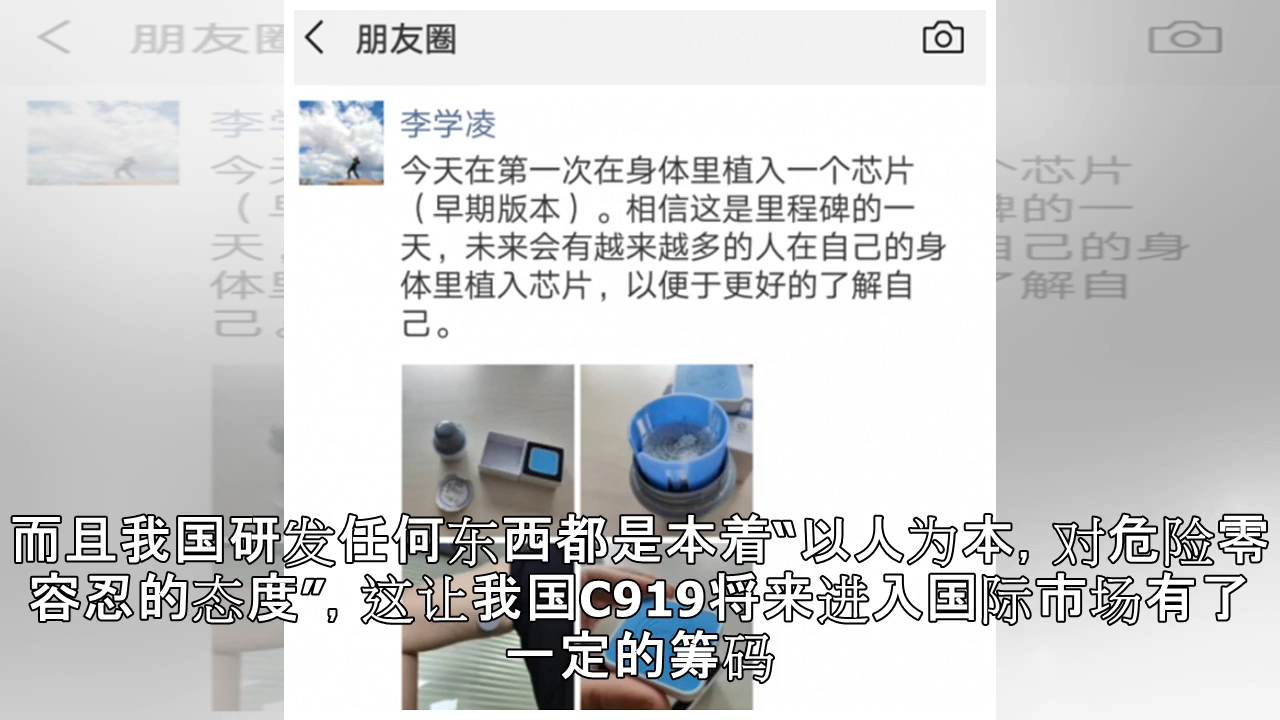 朋友圈
李学凌
今天在第一次在身体里植入一个芯片
（早期版本）。相信这是里程碑的一
天，未来会有越来越多的人在自己的身
体里植入芯片，以便于更好的了解自
己。
而且我国研发任何东西都是本着“以人为本, 对危险零
容忍的态度”, 这让我国C919将来进入国际市场有了
一定的筹码